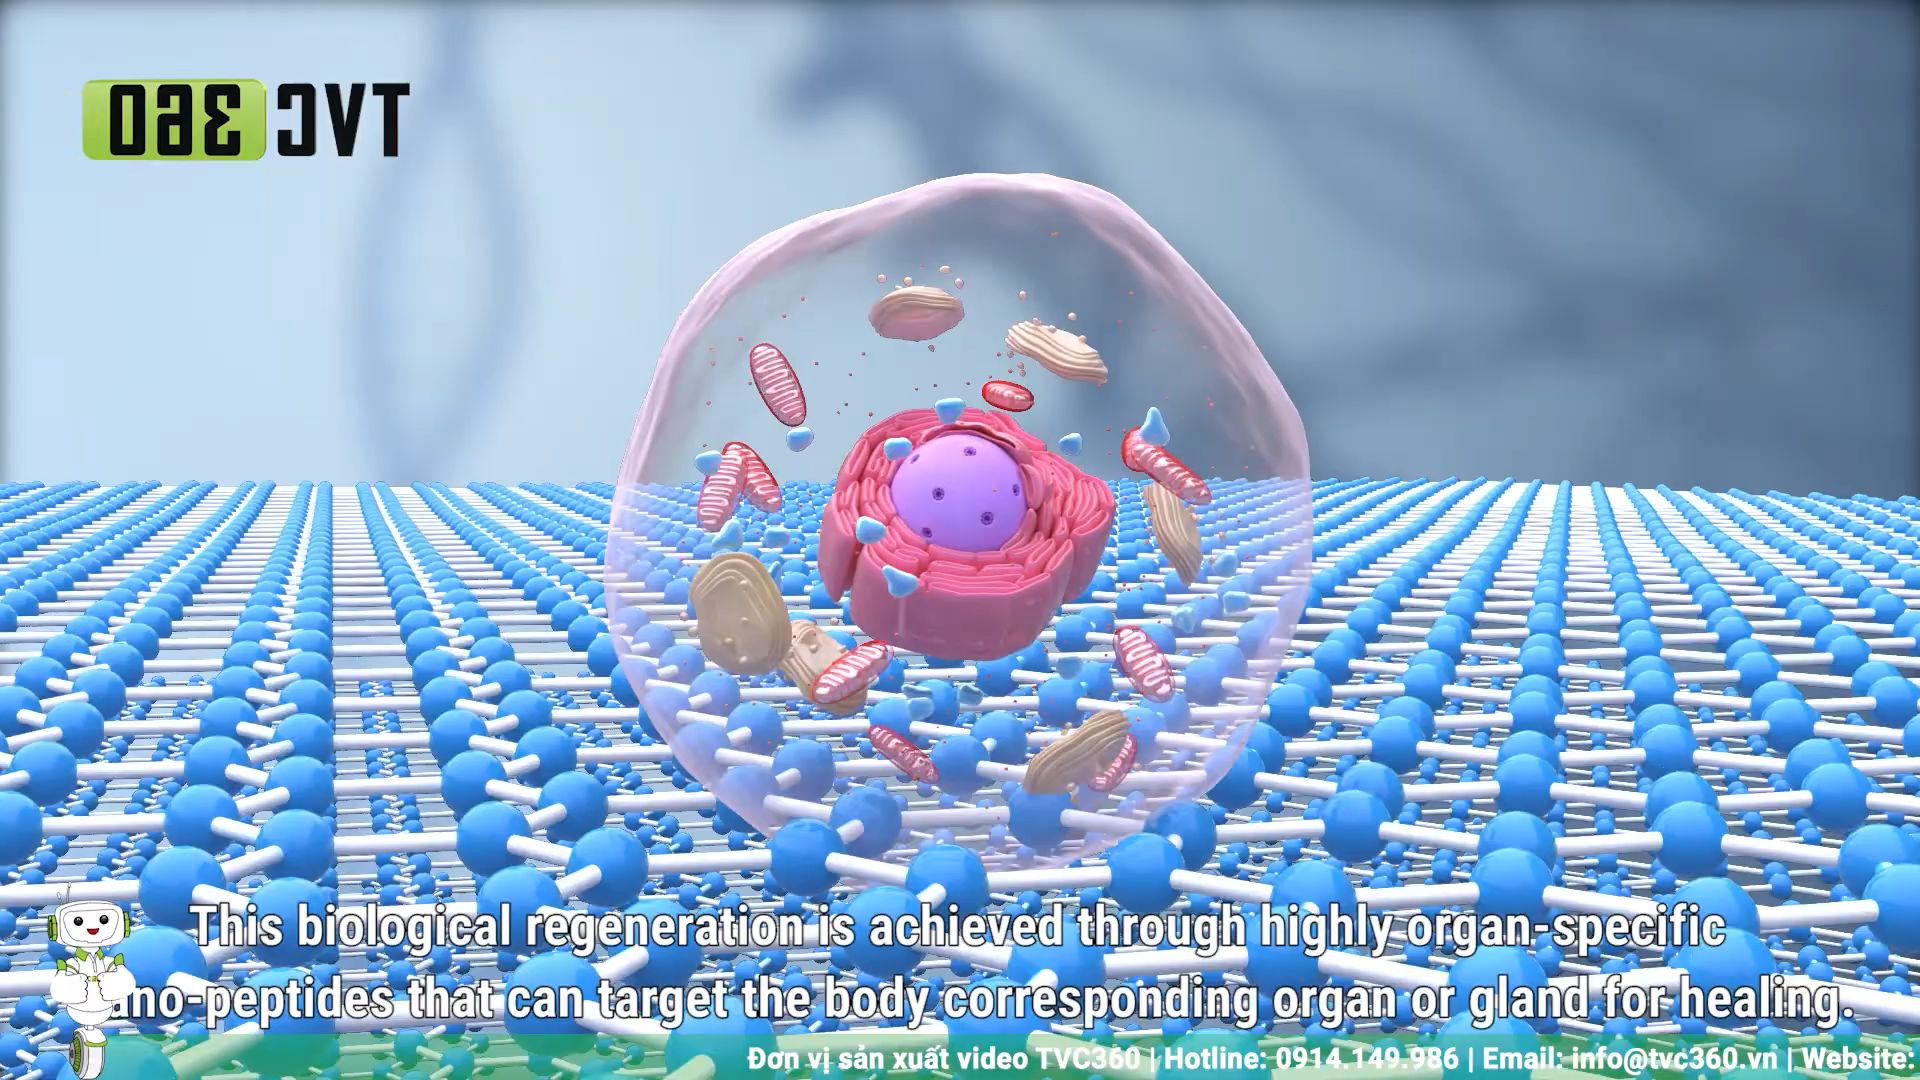 TVC 360
This biological regeneration is achieved through highly organ-specific
ano-peptides that can target the body corresponding organ or gland for healing.
Đơn vị sản xuất video TVC360 | Hotline: 0914.149.986 | Email: info@tvc360.vn | Website: